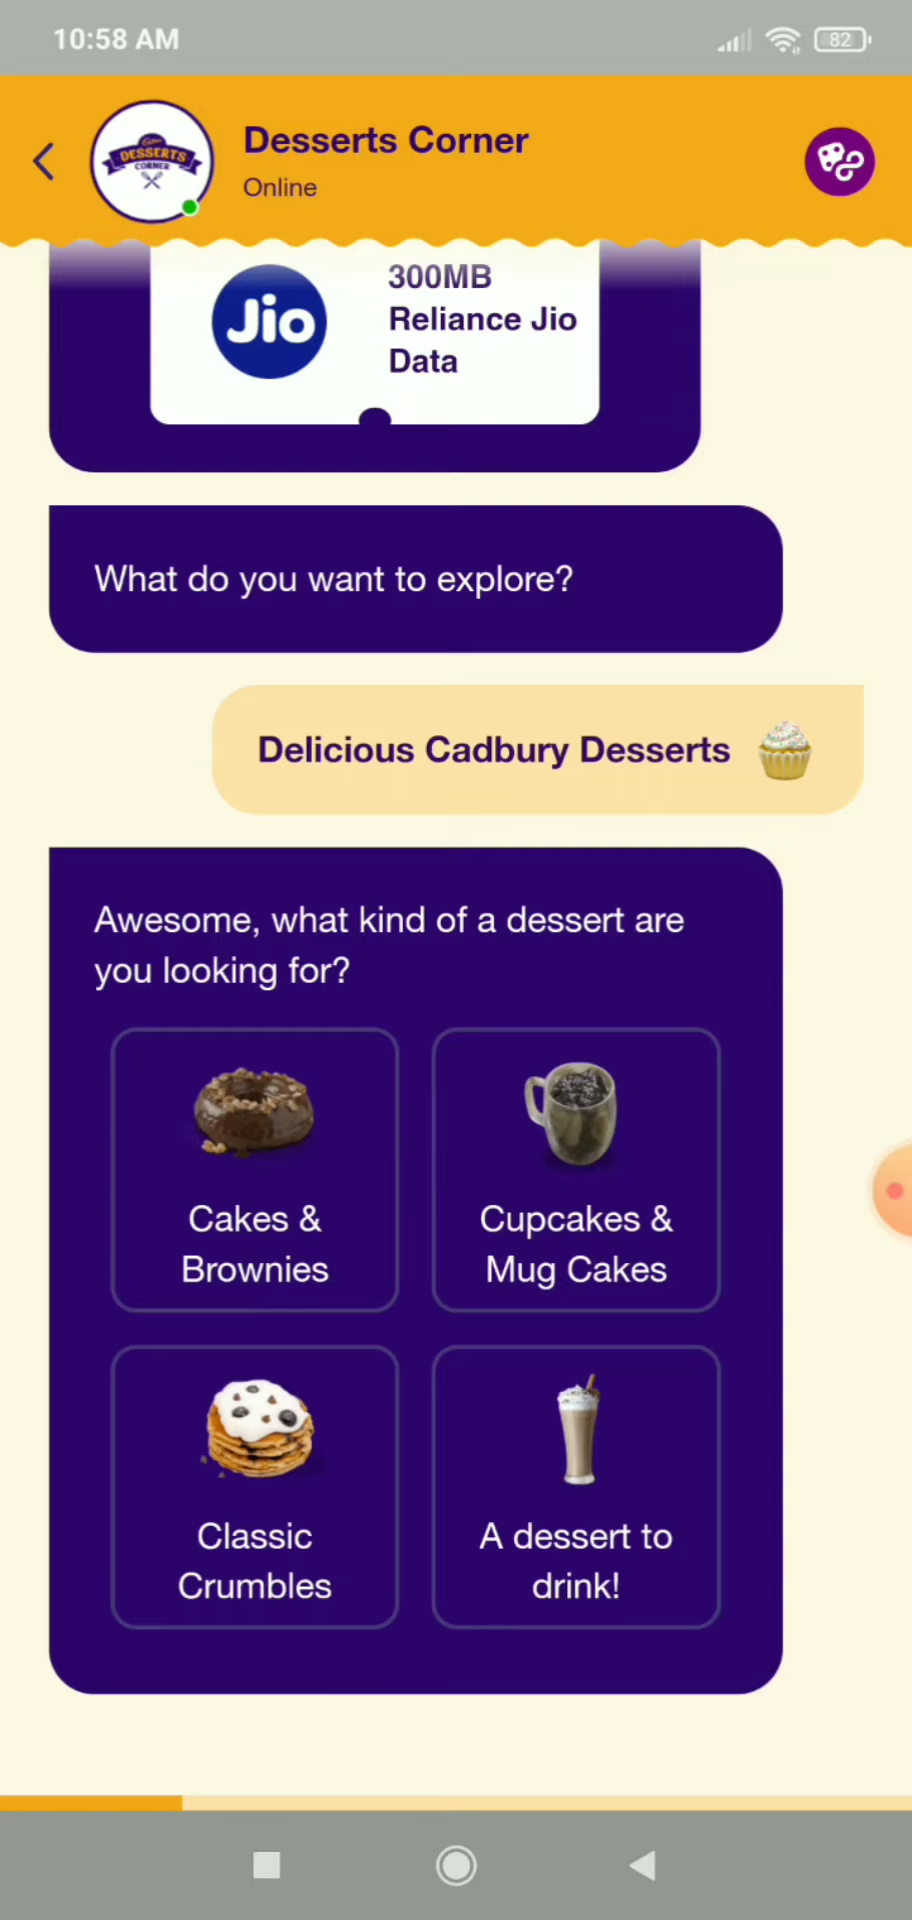 10:58 AM
82
Desserts Corner
Online
DESSERTS
CORNER
Jio
300MB
Reliance Jio
Data
What do you want to explore?
Delicious Cadbury Desserts
Awesome, what kind of a dessert are
you looking for?
Cakes &
Brownies
Cupcakes &
Mug Cakes
Classic
Crumbles
A dessert to
drink!